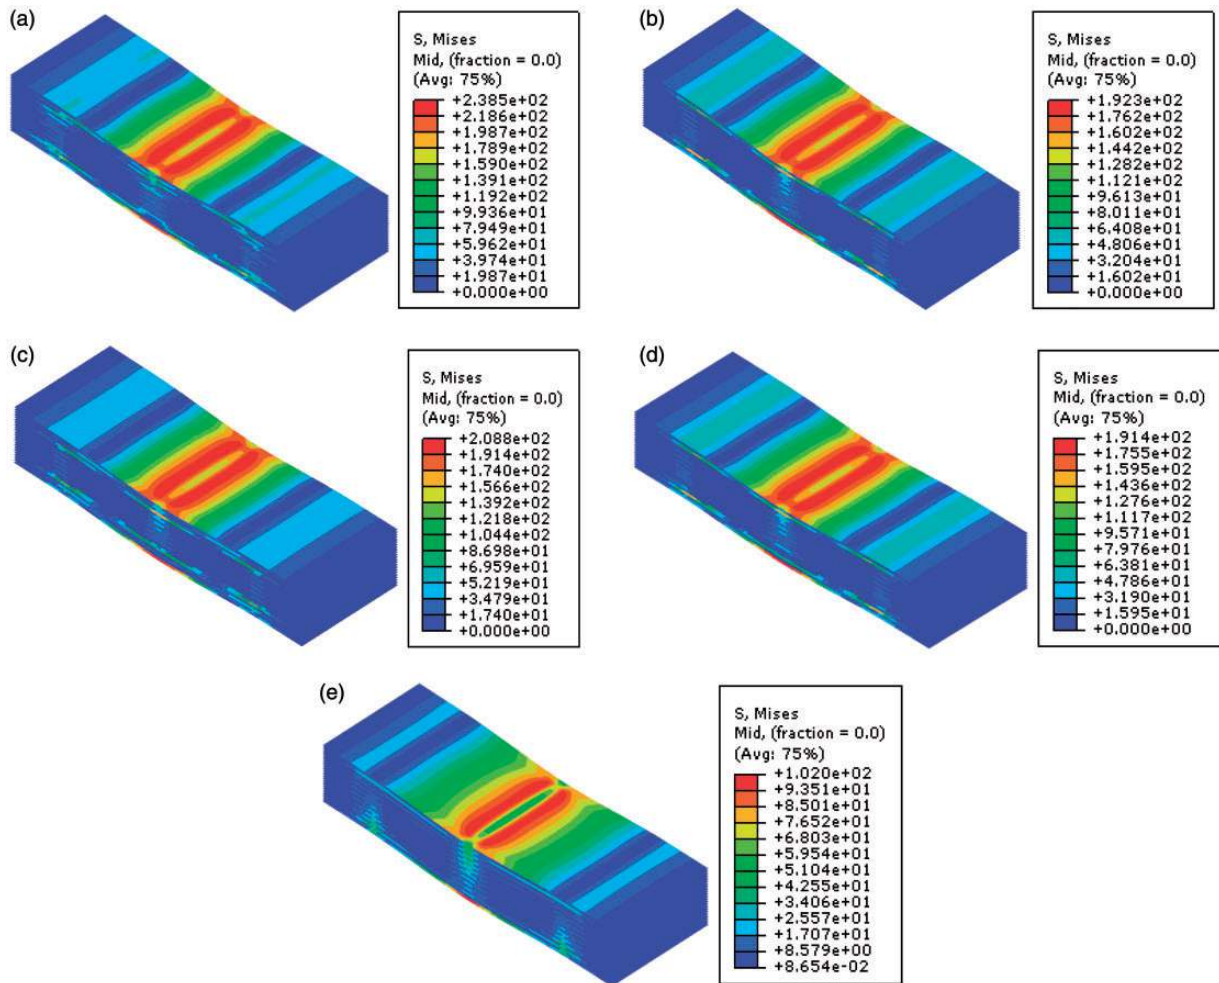 (a)
S, Mises
Mid, (fraction = 0.0)
(Avg: 75%)
+2.385e+02
+2.186e+02
+1.987e+02
+1.789e+02
+1.590e+02
+1.391e+02
+1.192e+02
+9.936e+01
+7.949e+01
+5.962e+01
+3.974e+01
+1.987e+01
+0.000e+00
(b)
S, Mises
Mid, (fraction = 0.0)
(Avg: 75%)
+1.923e+02
+1.762e+02
+1.602e+02
+1.442e+02
+1.282e+02
+1.121e+02
+9.613e+01
+8.011e+01
+6.408e+01
+4.806e+01
+3.204e+01
+1.602e+01
+0.000e+00
(c)
S, Mises
Mid, (fraction = 0.0)
(Avg: 75%)
+2.088e+02
+1.914e+02
+1.740e+02
+1.566e+02
+1.392e+02
+1.218e+02
+1.044e+02
+8.698e+01
+6.959e+01
+5.219e+01
+3.479e+01
+1.740e+01
+0.000e+00
(d)
S, Mises
Mid, (fraction = 0.0)
(Avg: 75%)
+1.914e+02
+1.755e+02
+1.595e+02
+1.436e+02
+1.276e+02
+1.117e+02
+9.571e+01
+7.976e+01
+6.381e+01
+4.786e+01
+3.190e+01
+1.595e+01
+0.000e+00
(e)
S, Mises
Mid, (fraction = 0.0)
(Avg: 75%)
+1.020e+02
+9.351e+01
+8.501e+01
+7.652e+01
+6.803e+01
+5.954e+01
+5.104e+01
+4.255e+01
+3.406e+01
+2.557e+01
+1.707e+01
+8.579e+00
+8.654e-02